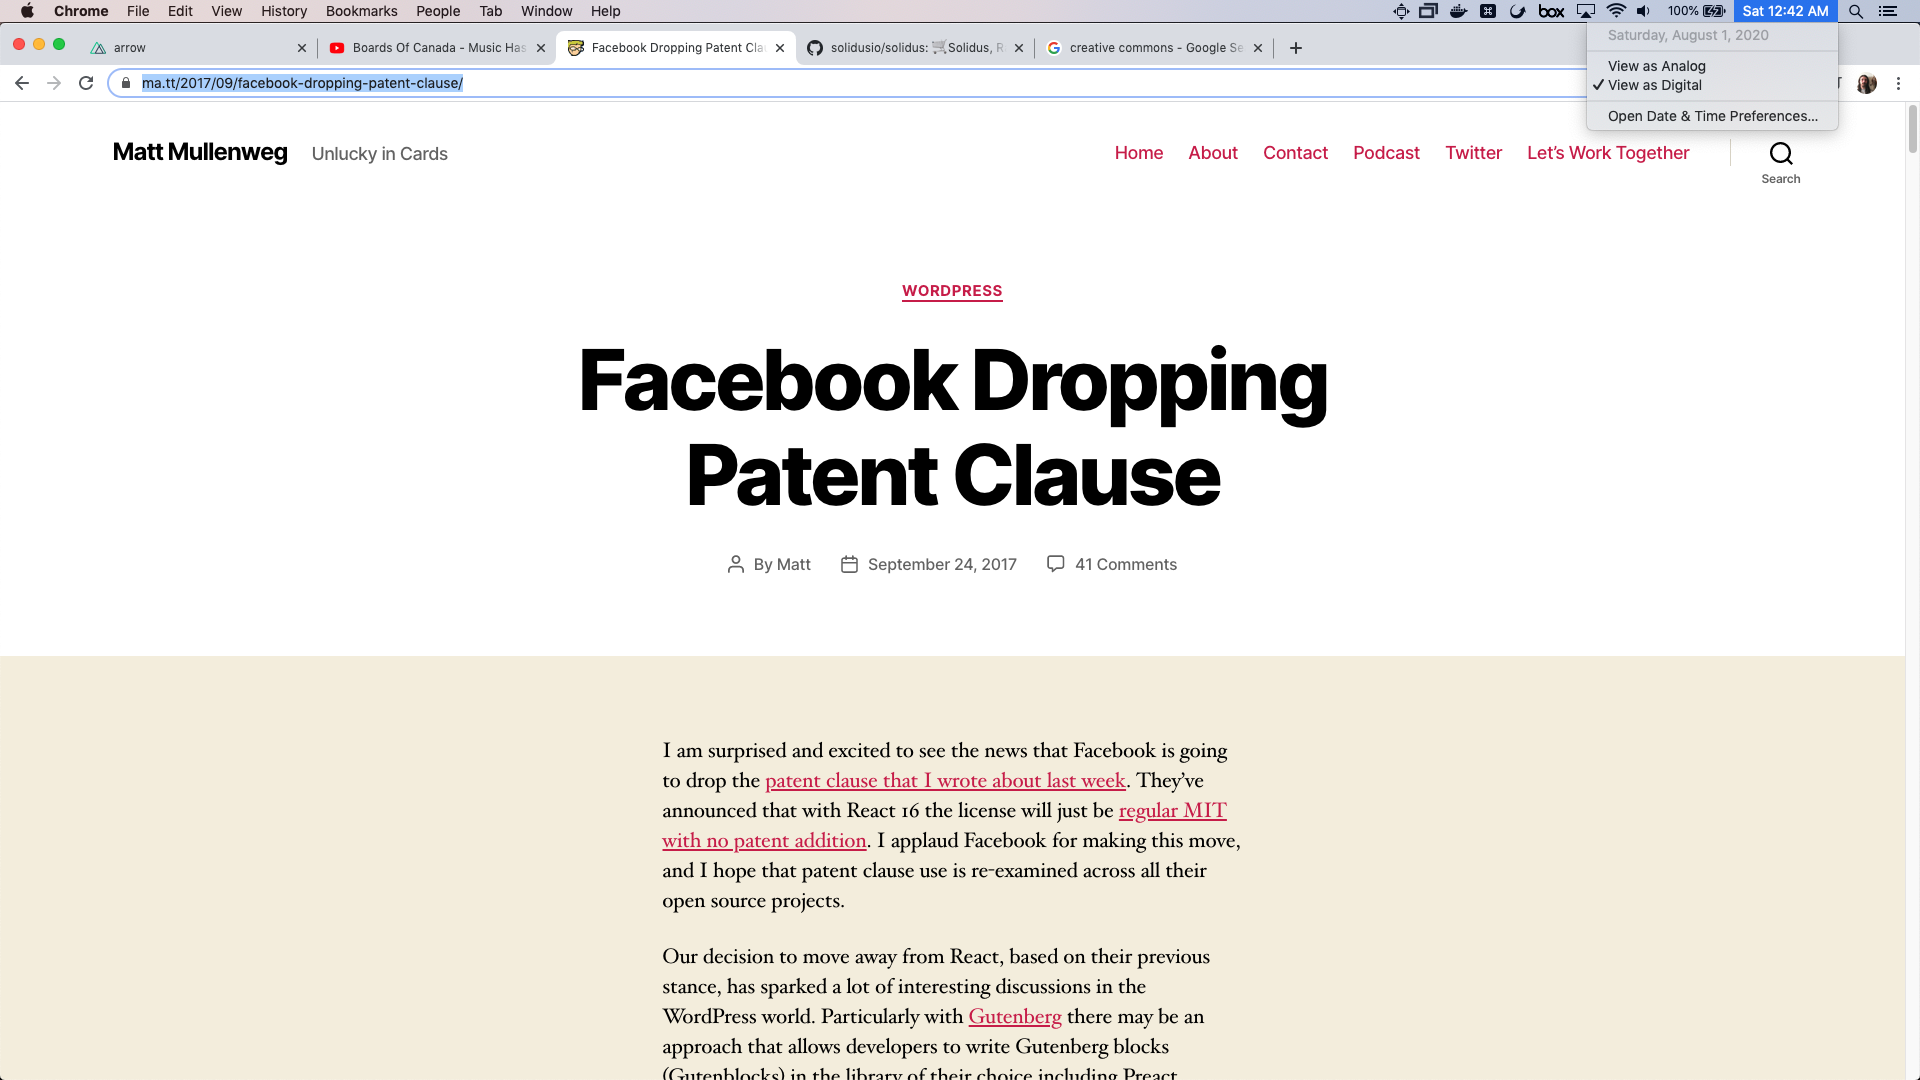 Chrome File Edit View History Bookmarks People Tab Window Help
box 100% Sat 12:42 AM
Saturday, August 1, 2020
View as Analog
✓ View as Digital
Open Date & Time Preferences...
arrow
Boards Of Canada - Music Has
Facebook Dropping Patent Cla
solidusio/solidus: 🛒Solidus, R
creative commons - Google Se
ma.tt/2017/09/facebook-dropping-patent-clause/
Matt Mullenweg Unlucky in Cards
Home About Contact Podcast Twitter Let's Work Together
Search
WORDPRESS
Facebook Dropping
Patent Clause
By Matt September 24, 2017 41 Comments
I am surprised and excited to see the news that Facebook is going
to drop the patent clause that I wrote about last week. They've
announced that with React 16 the license will just be regular MIT
with no patent addition. I applaud Facebook for making this move,
and I hope that patent clause use is re-examined across all their
open source projects.
Our decision to move away from React, based on their previous
stance, has sparked a lot of interesting discussions in the
WordPress world. Particularly with Gutenberg there may be an
approach that allows developers to write Gutenberg blocks
(Gutenblocks) in the library of their choice including Preact,